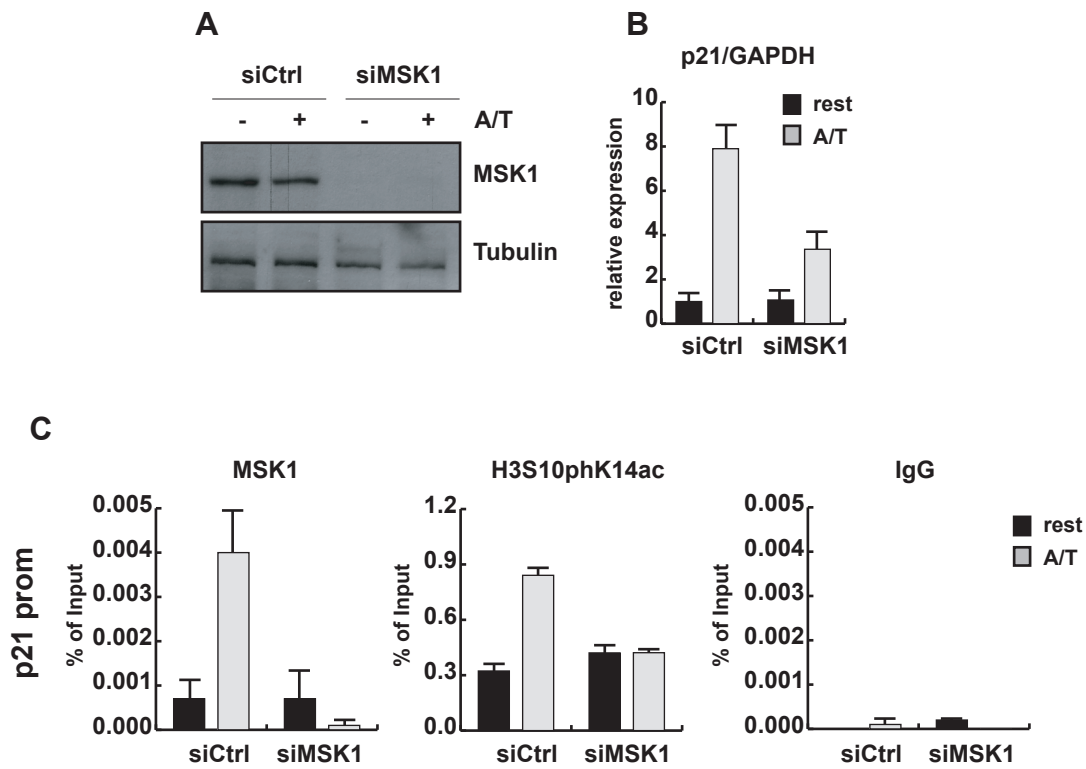 A
siCtrl siMSK1
- + - + A/T
MSK1
Tubulin
B
p21/GAPDH
relative expression
10
8
6
4
2
0
rest
A/T
siCtrl siMSK1
C
p21 prom
MSK1
% of Input
0.005
0.004
0.003
0.002
0.001
0.000
siCtrl siMSK1
H3S10phK14ac
% of Input
1.2
0.9
0.6
0.3
0.0
siCtrl siMSK1
IgG
% of Input
0.005
0.004
0.003
0.002
0.001
0.000
siCtrl siMSK1
rest
A/T